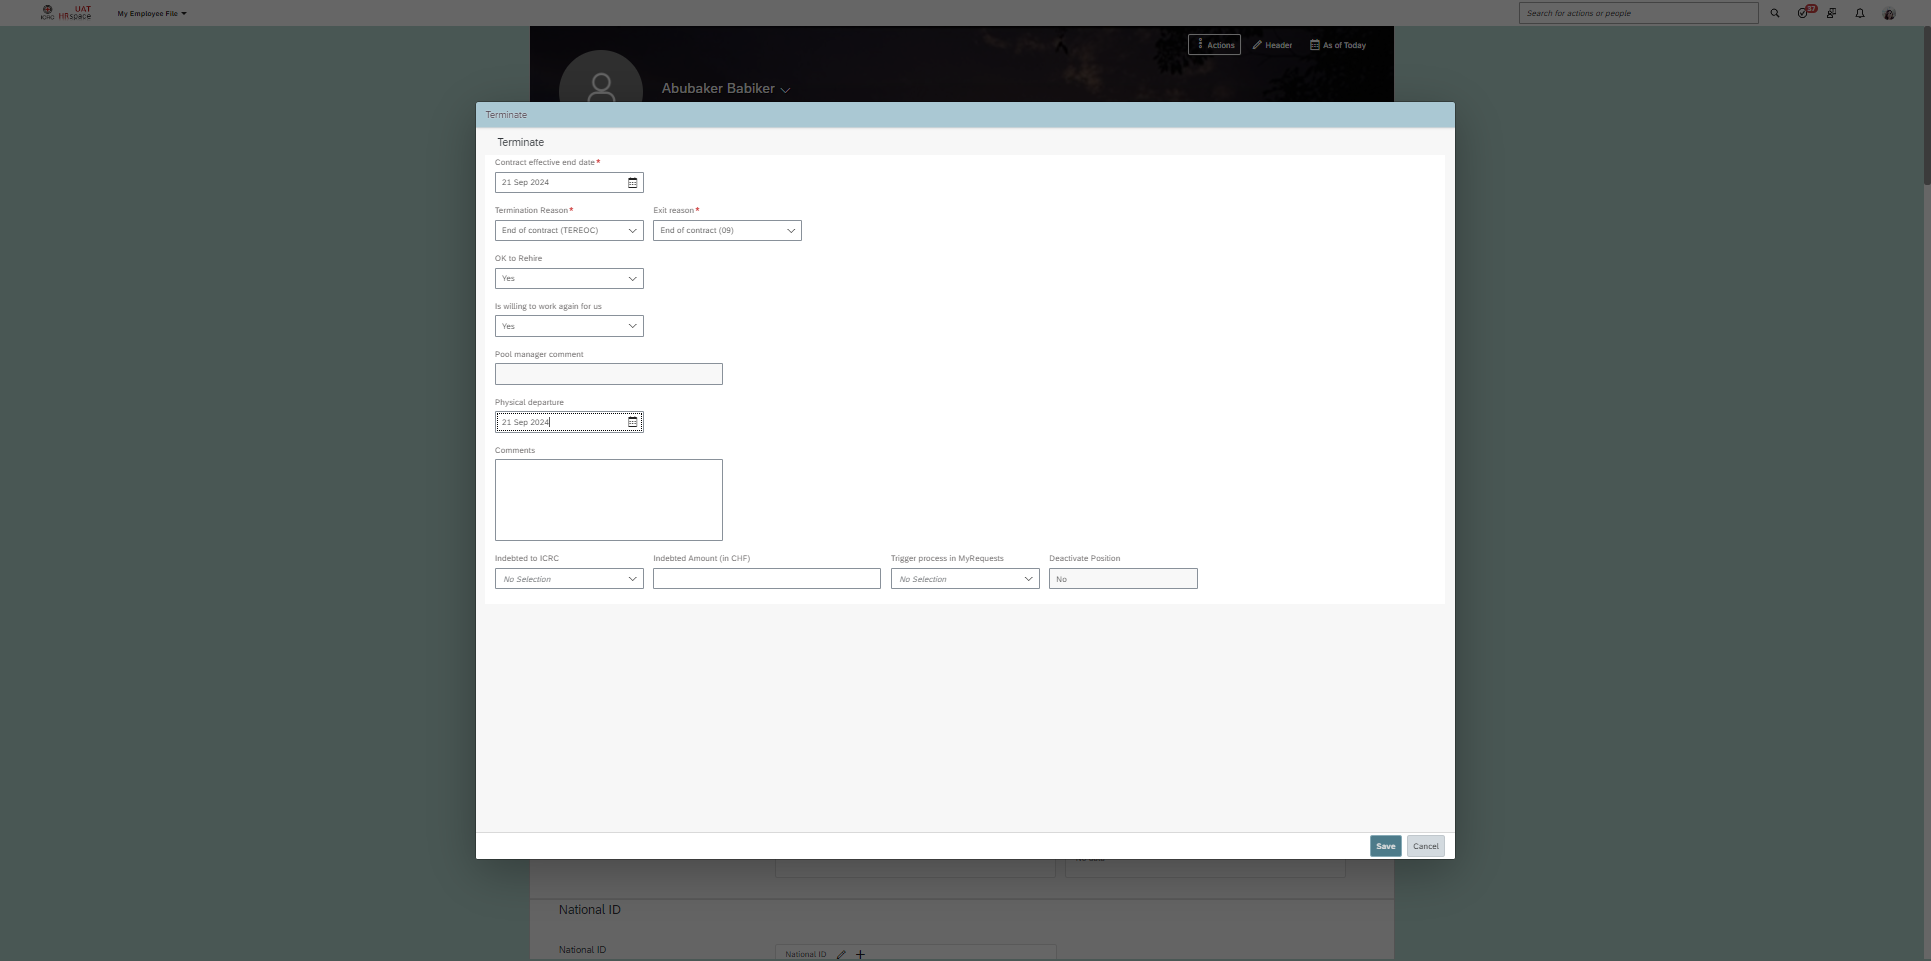 ICRC UAT HRspace My Employee File Search for actions or people 37
Actions Header As of Today
Abubaker Babiker
Terminate
Terminate
Contract effective end date*
21 Sep 2024
Termination Reason* Exit reason*
End of contract (TEREOC) End of contract (09)
OK to Rehire
Yes
Is willing to work again for us
Yes
Pool manager comment
Physical departure
21 Sep 2024
Comments
Indebted to ICRC Indebted Amount (in CHF) Trigger process in MyRequests Deactivate Position
No Selection No Selection No
Save Cancel
National ID
National ID National ID